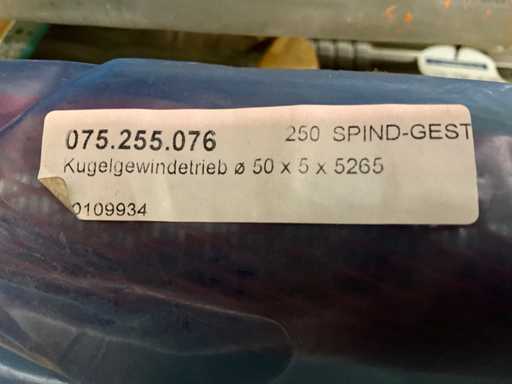 075.255.076 250 SPIND-GEST
Kugelgewindetrieb ø 50 x 5 x 5265
0109934